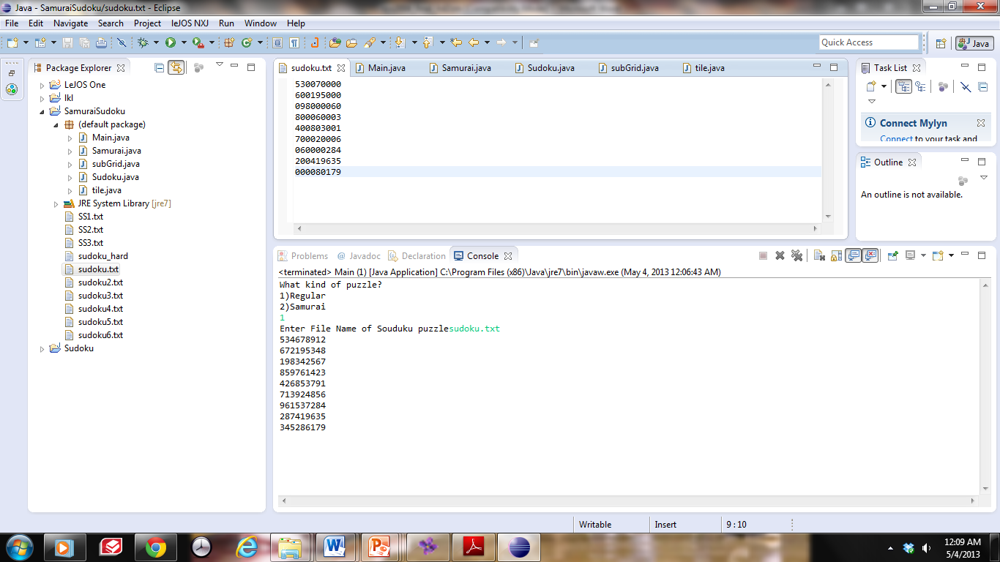 Java - SamuraiSudoku/sudoku.txt - Eclipse
File Edit Navigate Search Project leJOS NXJ Run Window Help
Quick Access
Java
Package Explorer
LeJOS One
lkl
SamuraiSudoku
(default package)
Main.java
Samurai.java
subGrid.java
Sudoku.java
tile.java
JRE System Library [jre7]
SS1.txt
SS2.txt
SS3.txt
sudoku_hard
sudoku.txt
sudoku2.txt
sudoku3.txt
sudoku4.txt
sudoku5.txt
sudoku6.txt
Sudoku
sudoku.txt Main.java Samurai.java Sudoku.java subGrid.java tile.java
530070000
600195000
098000060
800060003
400803001
700020006
060000284
200419635
000080179
Task List
Connect Mylyn
Connect to your task and
Outline
An outline is not available.
Problems @ Javadoc Declaration Console
<terminated> Main (1) [Java Application] C:\Program Files (x86)\Java\jre7\bin\javaw.exe (May 4, 2013 12:06:43 AM)
What kind of puzzle?
1)Regular
2)Samurai
1
Enter File Name of Souduku puzzlesudoku.txt
534678912
672195348
198342567
859761423
426853791
713924856
961537284
287419635
345286179
Writable Insert 9 : 10
12:09 AM
5/4/2013